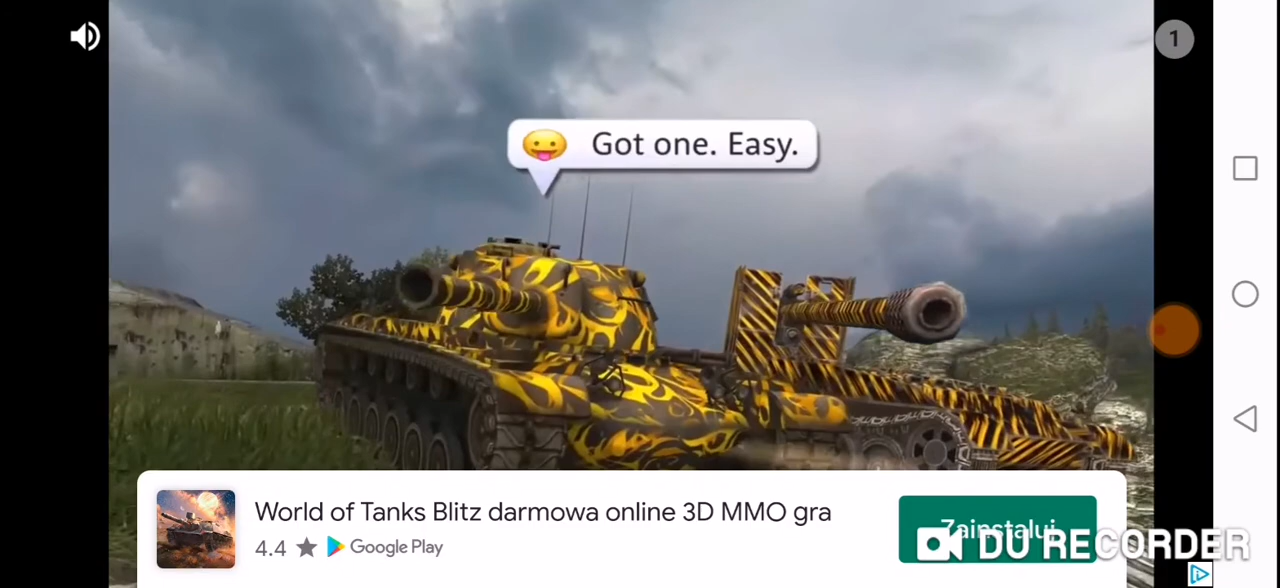 1
Got one. Easy.
World of Tanks Blitz darmowa online 3D MMO gra
4.4 ★ Google Play
Zainstaluj
DU RECORDER